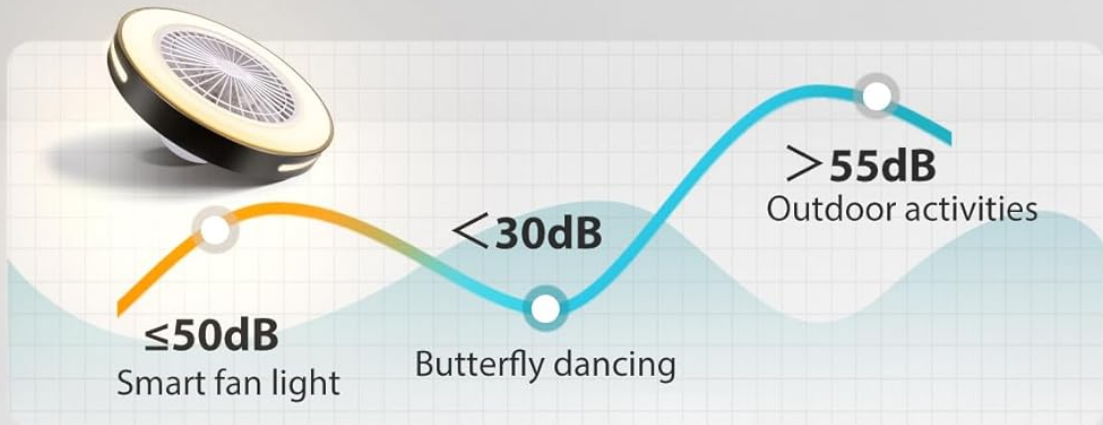 ≤50dB
Smart fan light
<30dB
Butterfly dancing
>55dB
Outdoor activities